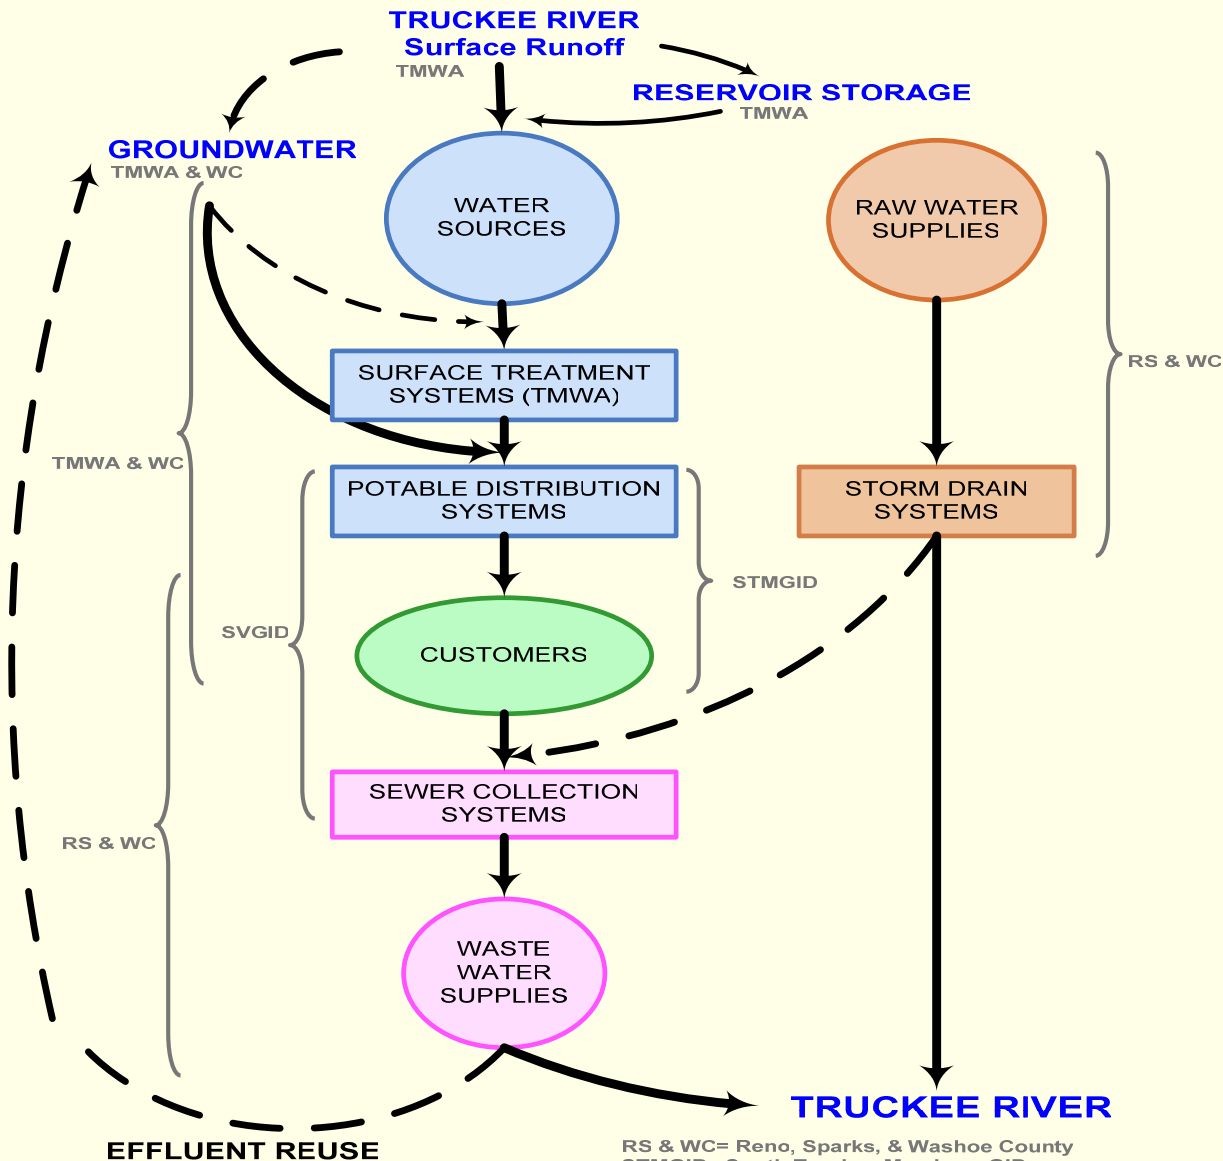 TRUCKEE RIVER
Surface Runoff
TMWA
RESERVOIR STORAGE
TMWA
GROUNDWATER
TMWA & WC
WATER
SOURCES
RAW WATER
SUPPLIES
RS & WC
SURFACE TREATMENT
SYSTEMS (TMWA)
TMWA & WC
POTABLE DISTRIBUTION
SYSTEMS
STORM DRAIN
SYSTEMS
STMGID
SVGID
CUSTOMERS
SEWER COLLECTION
SYSTEMS
RS & WC
WASTE
WATER
SUPPLIES
TRUCKEE RIVER
EFFLUENT REUSE
RS & WC= Reno, Sparks, & Washoe County